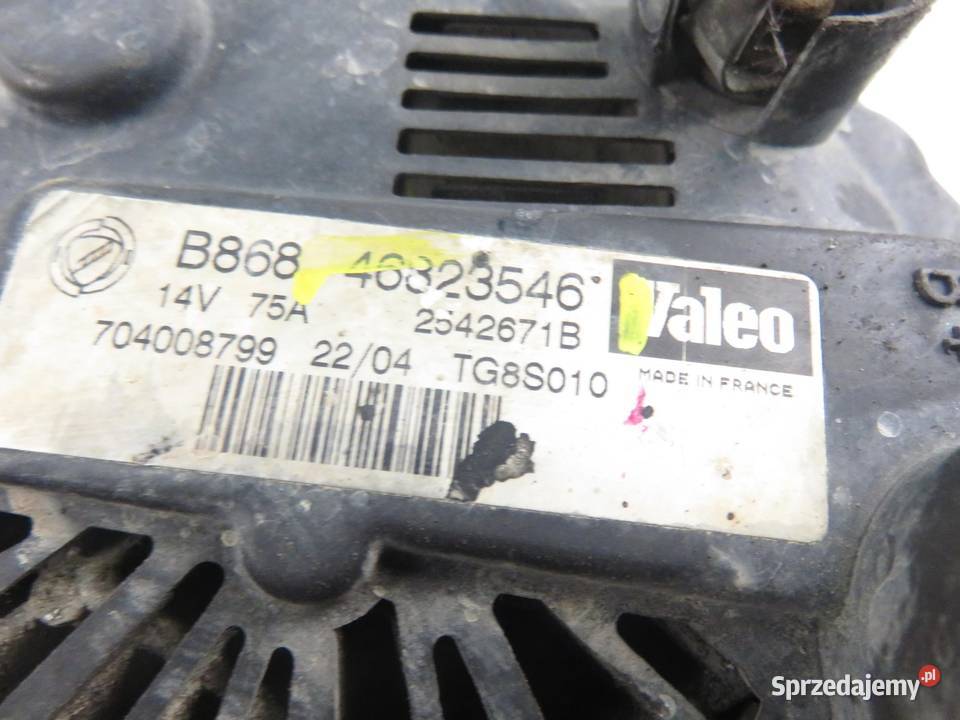 B868 46823546
Valeo
14V 75A 2542671B
704008799 22/04 TG8S010
MADE IN FRANCE
Sprzedajemy.pl